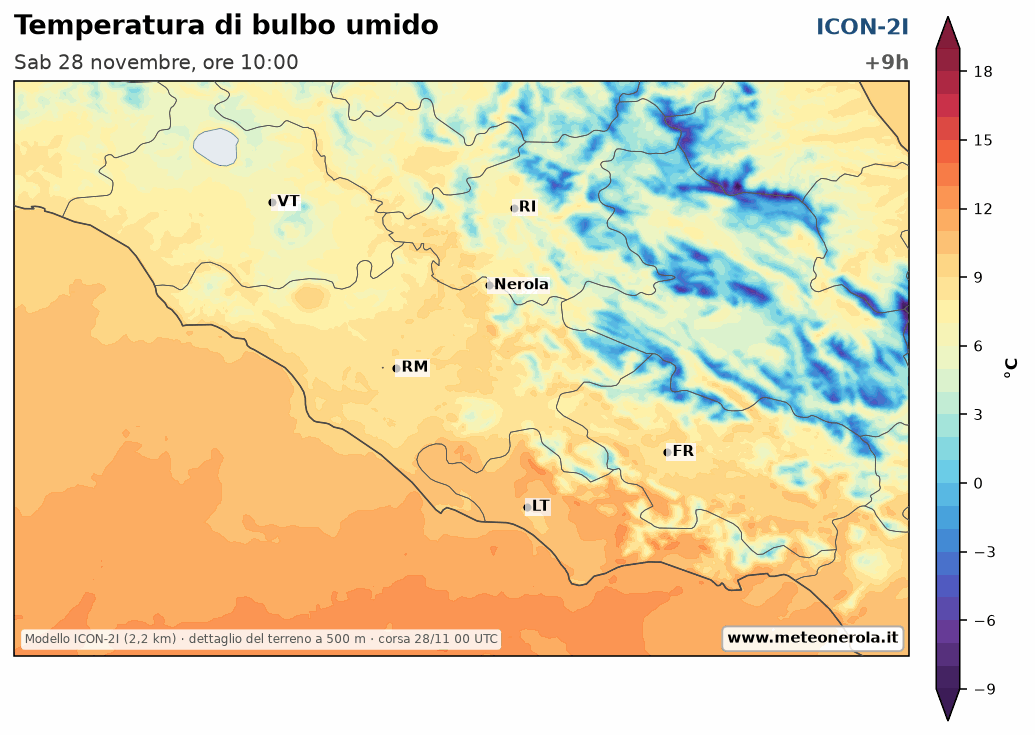 Temperatura di bulbo umido
ICON-2I
Sab 28 novembre, ore 10:00
+9h
VT
RI
Nerola
RM
FR
LT
18
15
12
9
6
3
0
−3
−6
−9
°C
Modello ICON-2I (2,2 km) · dettaglio del terreno a 500 m · corsa 28/11 00 UTC
www.meteonerola.it